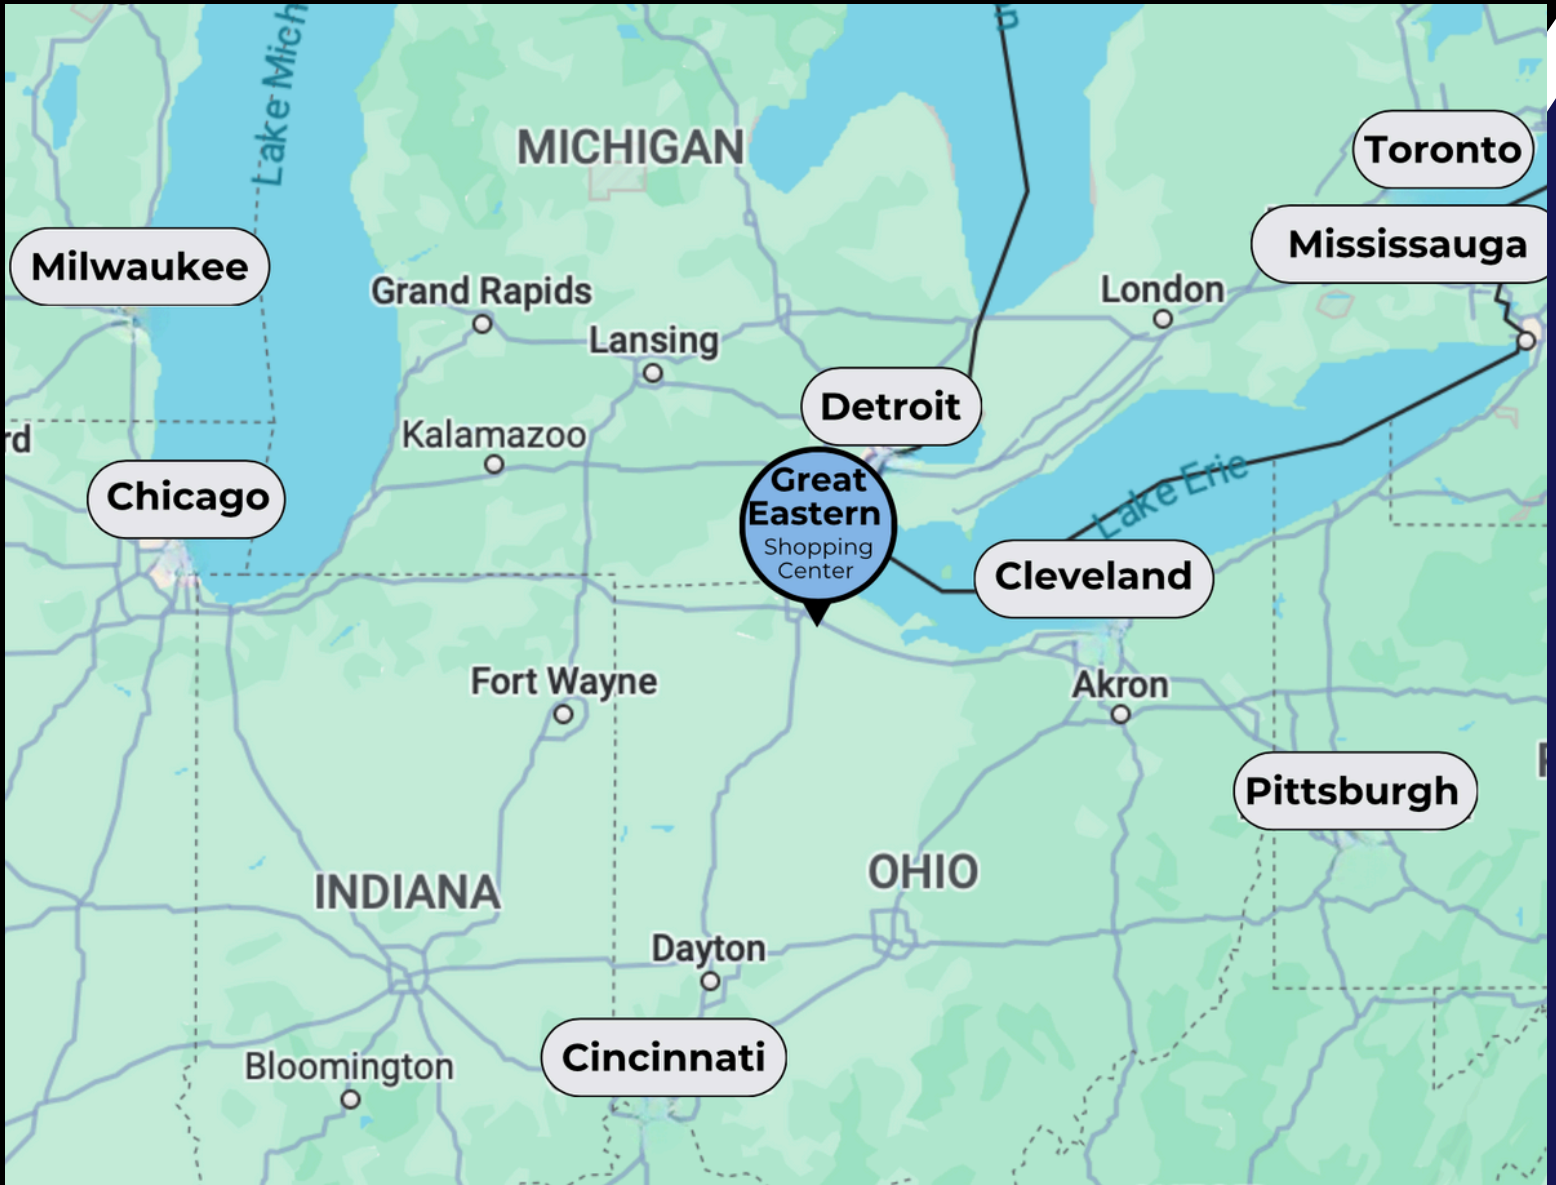 Lake Mich
n
MICHIGAN
Toronto
Mississauga
Milwaukee
Grand Rapids
London
Lansing
Detroit
rd
Kalamazoo
Great
Eastern
Shopping
Center
Lake Erie
Chicago
Cleveland
Fort Wayne
Akron
Pittsburgh
OHIO
INDIANA
Dayton
Cincinnati
Bloomington